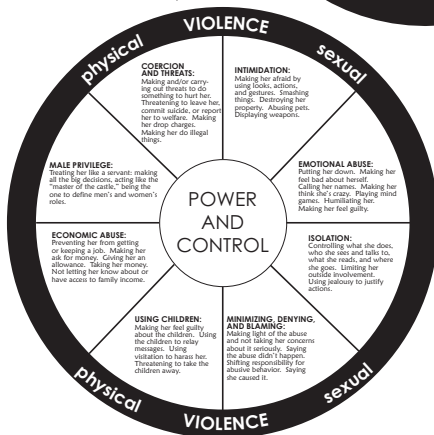 physical VIOLENCE sexual
COERCION
AND THREATS:
Making and/or carry-
ing out threats to do
something to hurt her.
Threatening to leave her,
commit suicide, or report
her to welfare. Making
her drop charges.
Making her do illegal
things.
INTIMIDATION:
Making her afraid by
using looks, actions,
and gestures. Smashing
things. Destroying her
property. Abusing pets.
Displaying weapons.
MALE PRIVILEGE:
Treating her like a servant: making
all the big decisions, acting like the
"master of the castle," being the
one to define men's and women's
roles.
EMOTIONAL ABUSE:
Putting her down. Making her
feel bad about herself.
Calling her names. Making her
think she's crazy. Playing mind
games. Humiliating her.
Making her feel guilty.
POWER
AND
CONTROL
ECONOMIC ABUSE:
Preventing her from getting
or keeping a job. Making her
ask for money. Giving her an
allowance. Taking her money.
Not letting her know about or
have access to family income.
ISOLATION:
Controlling what she does,
who she sees and talks to,
what she reads, and where
she goes. Limiting her
outside involvement.
Using jealousy to justify
actions.
USING CHILDREN:
Making her feel guilty
about the children. Using
the children to relay
messages. Using
visitation to harass her.
Threatening to take the
children away.
MINIMIZING, DENYING,
AND BLAMING:
Making light of the abuse
and not taking her concerns
about it seriously. Saying
the abuse didn't happen.
Shifting responsibility for
abusive behavior. Saying
she caused it.
physical VIOLENCE sexual